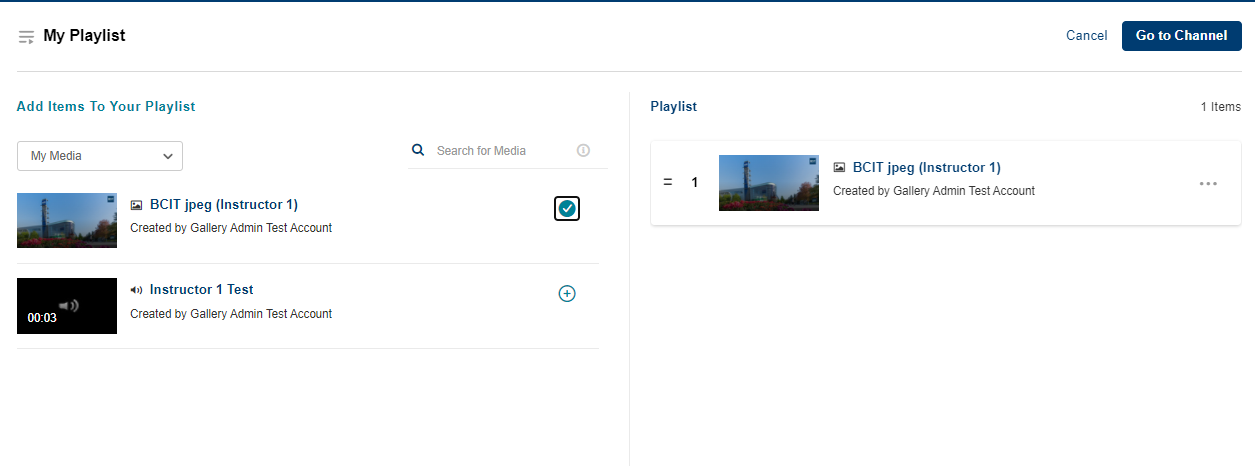 My Playlist
Cancel
Go to Channel
Add Items To Your Playlist
My Media
Search for Media
BCIT jpeg (Instructor 1)
Created by Gallery Admin Test Account
00:03
Instructor 1 Test
Created by Gallery Admin Test Account
Playlist
1 Items
1
BCIT jpeg (Instructor 1)
Created by Gallery Admin Test Account